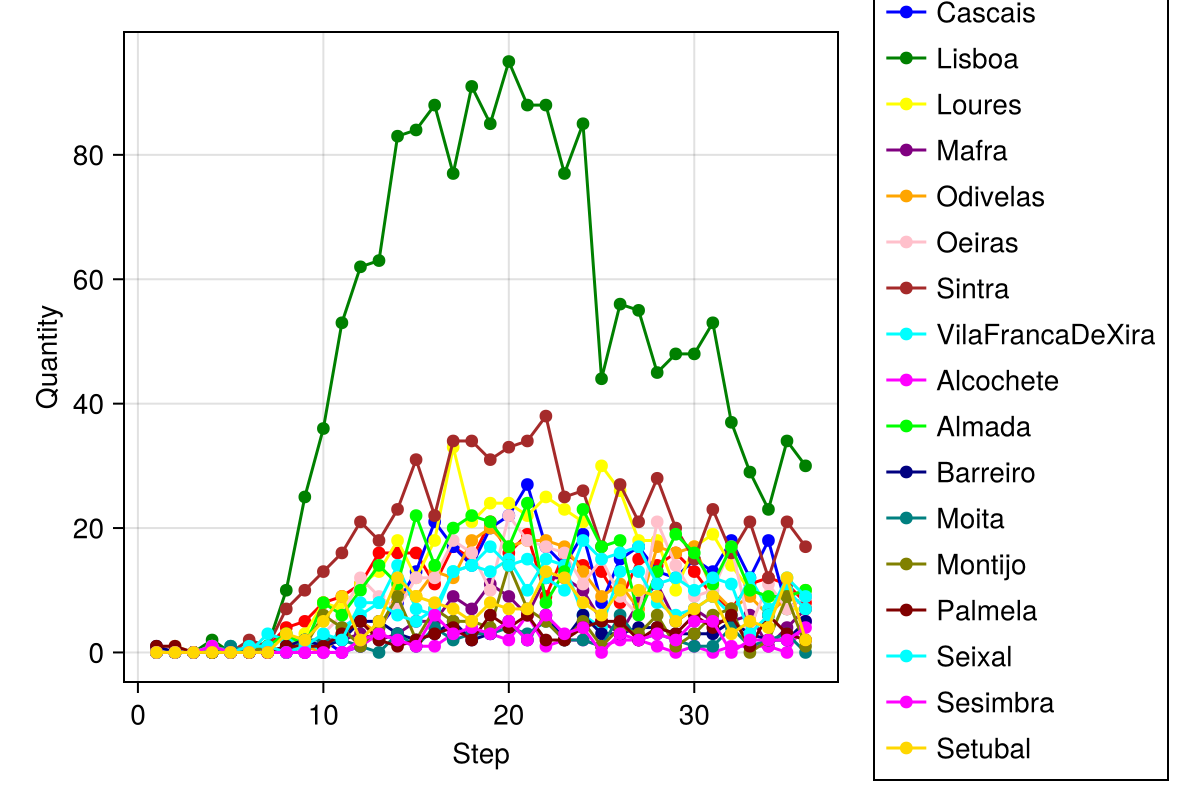 Cascais
Lisboa
Loures
Mafra
Odivelas
Oeiras
Sintra
VilaFrancaDeXira
Alcochete
Almada
Barreiro
Moita
Montijo
Palmela
Seixal
Sesimbra
Setubal
Quantity
80
60
40
20
0
0 10 20 30
Step